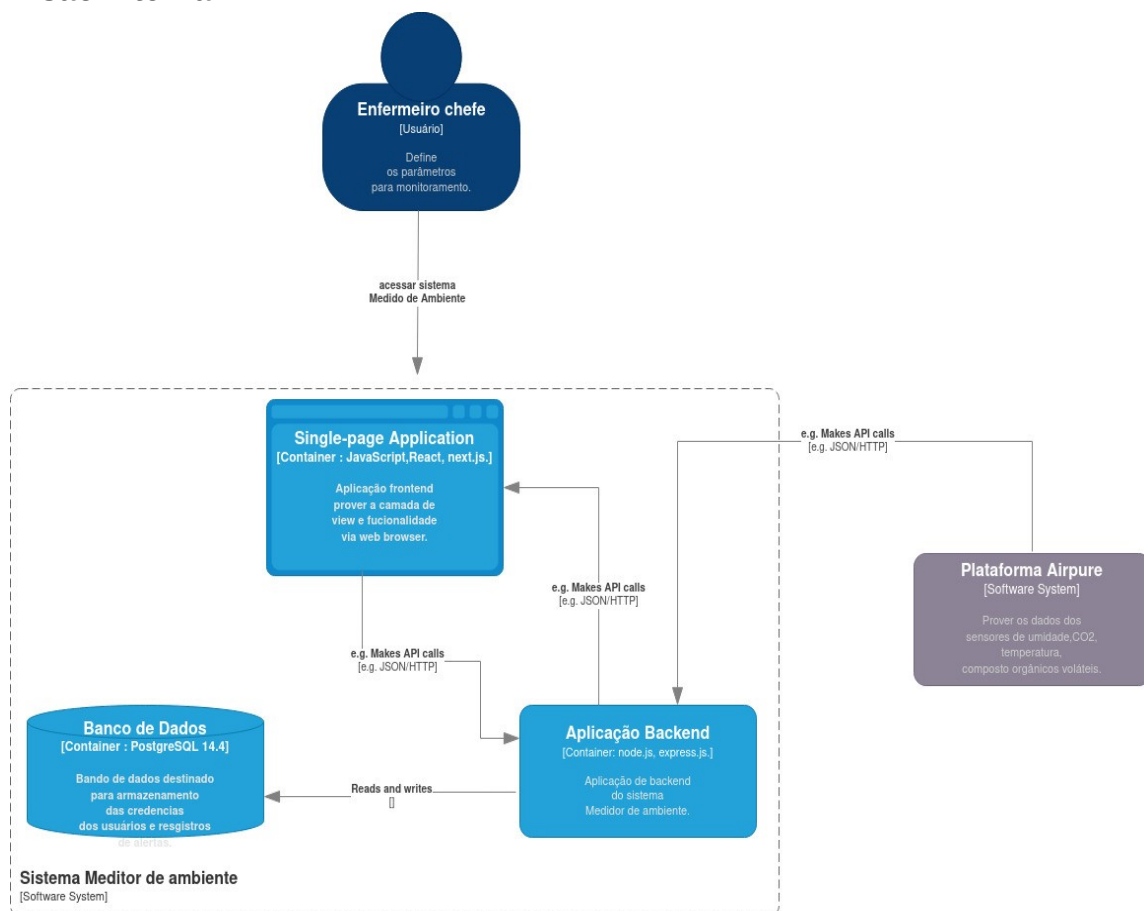 Enfermeiro chefe
[Usuário]
Define
os parâmetros
para monitoramento.
acessar sistema
Medido de Ambiente
Single-page Application
[Container : JavaScript,React, next.js.]
Aplicação frontend
prover a camada de
view e fucionalidade
via web browser.
e.g. Makes API calls
[e.g. JSON/HTTP]
Plataforma Airpure
[Software System]
Prover os dados dos
sensores de umidade,CO2,
temperatura,
composto orgânicos voláteis.
e.g. Makes API calls
[e.g. JSON/HTTP]
e.g. Makes API calls
[e.g. JSON/HTTP]
Banco de Dados
[Container : PostgreSQL 14.4]
Bando de dados destinado
para armazenamento
das credencias
dos usuários e resgistros
de alertas.
Reads and writes
[]
Aplicação Backend
[Container: node.js, express.js.]
Aplicação de backend
do sistema
Medidor de ambiente.
Sistema Meditor de ambiente
[Software System]